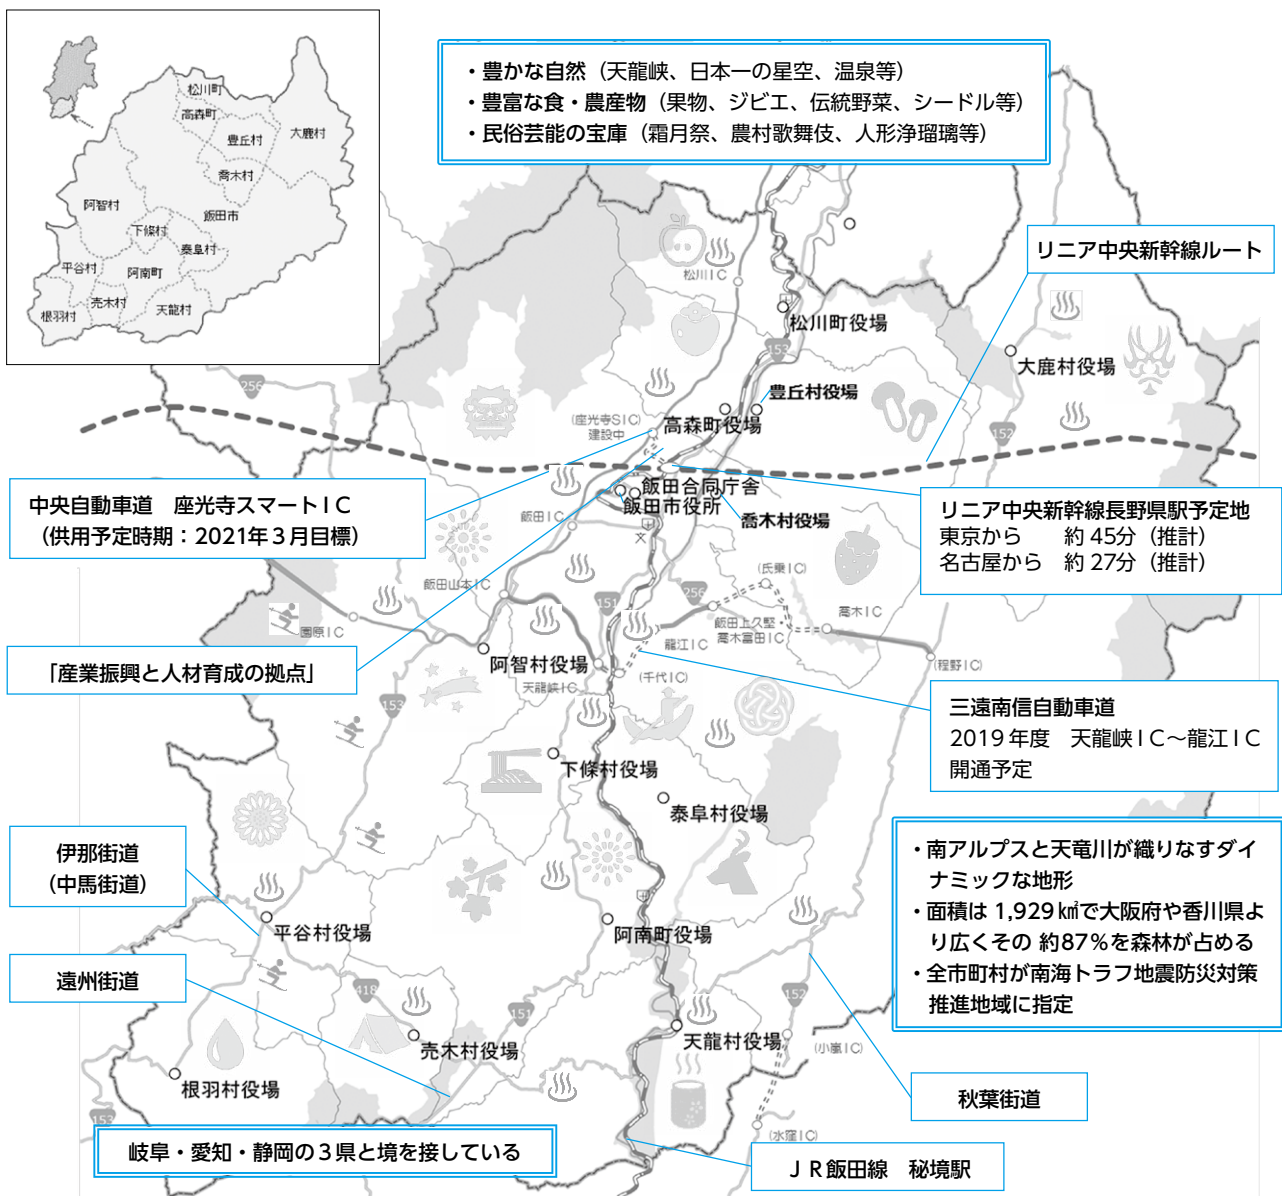 松川町
高森町
豊丘村
大鹿村
喬木村
阿智村
飯田市
下條村
泰阜村
平谷村
阿南町
売木村
天龍村
根羽村
・豊かな自然（天龍峡、日本一の星空、温泉等）
・豊富な食・農産物（果物、ジビエ、伝統野菜、シードル等）
・民俗芸能の宝庫（霜月祭、農村歌舞伎、人形浄瑠璃等）
リニア中央新幹線ルート
松川IC
松川町役場
153
大鹿村役場
256
豊丘村役場
(座光寺SIC)
建設中
高森町役場
152
中央自動車道　座光寺スマートIC
（供用予定時期：2021年３月目標）
飯田合同庁舎
飯田市役所
喬木村役場
飯田IC
文
リニア中央新幹線長野県駅予定地
東京から　約45分（推計）
名古屋から　約27分（推計）
飯田山本IC
(氏乗IC)
256
151
園原IC
飯田上久堅・
喬木富田IC
喬木IC
龍江IC
(程野IC)
「産業振興と人材育成の拠点」
阿智村役場
天龍峡IC
(千代IC)
153
三遠南信自動車道
2019年度　天龍峡IC～龍江IC
開通予定
下條村役場
泰阜村役場
伊那街道
（中馬街道）
・南アルプスと天竜川が織りなすダイ
ナミックな地形
・面積は1,929㎢で大阪府や香川県よ
り広くその 約87％を森林が占める
・全市町村が南海トラフ地震防災対策
推進地域に指定
平谷村役場
阿南町役場
遠州街道
418
151
152
売木村役場
天龍村役場
(小嵐IC)
根羽村役場
153
秋葉街道
(水窪IC)
岐阜・愛知・静岡の３県と境を接している
ＪＲ飯田線　秘境駅